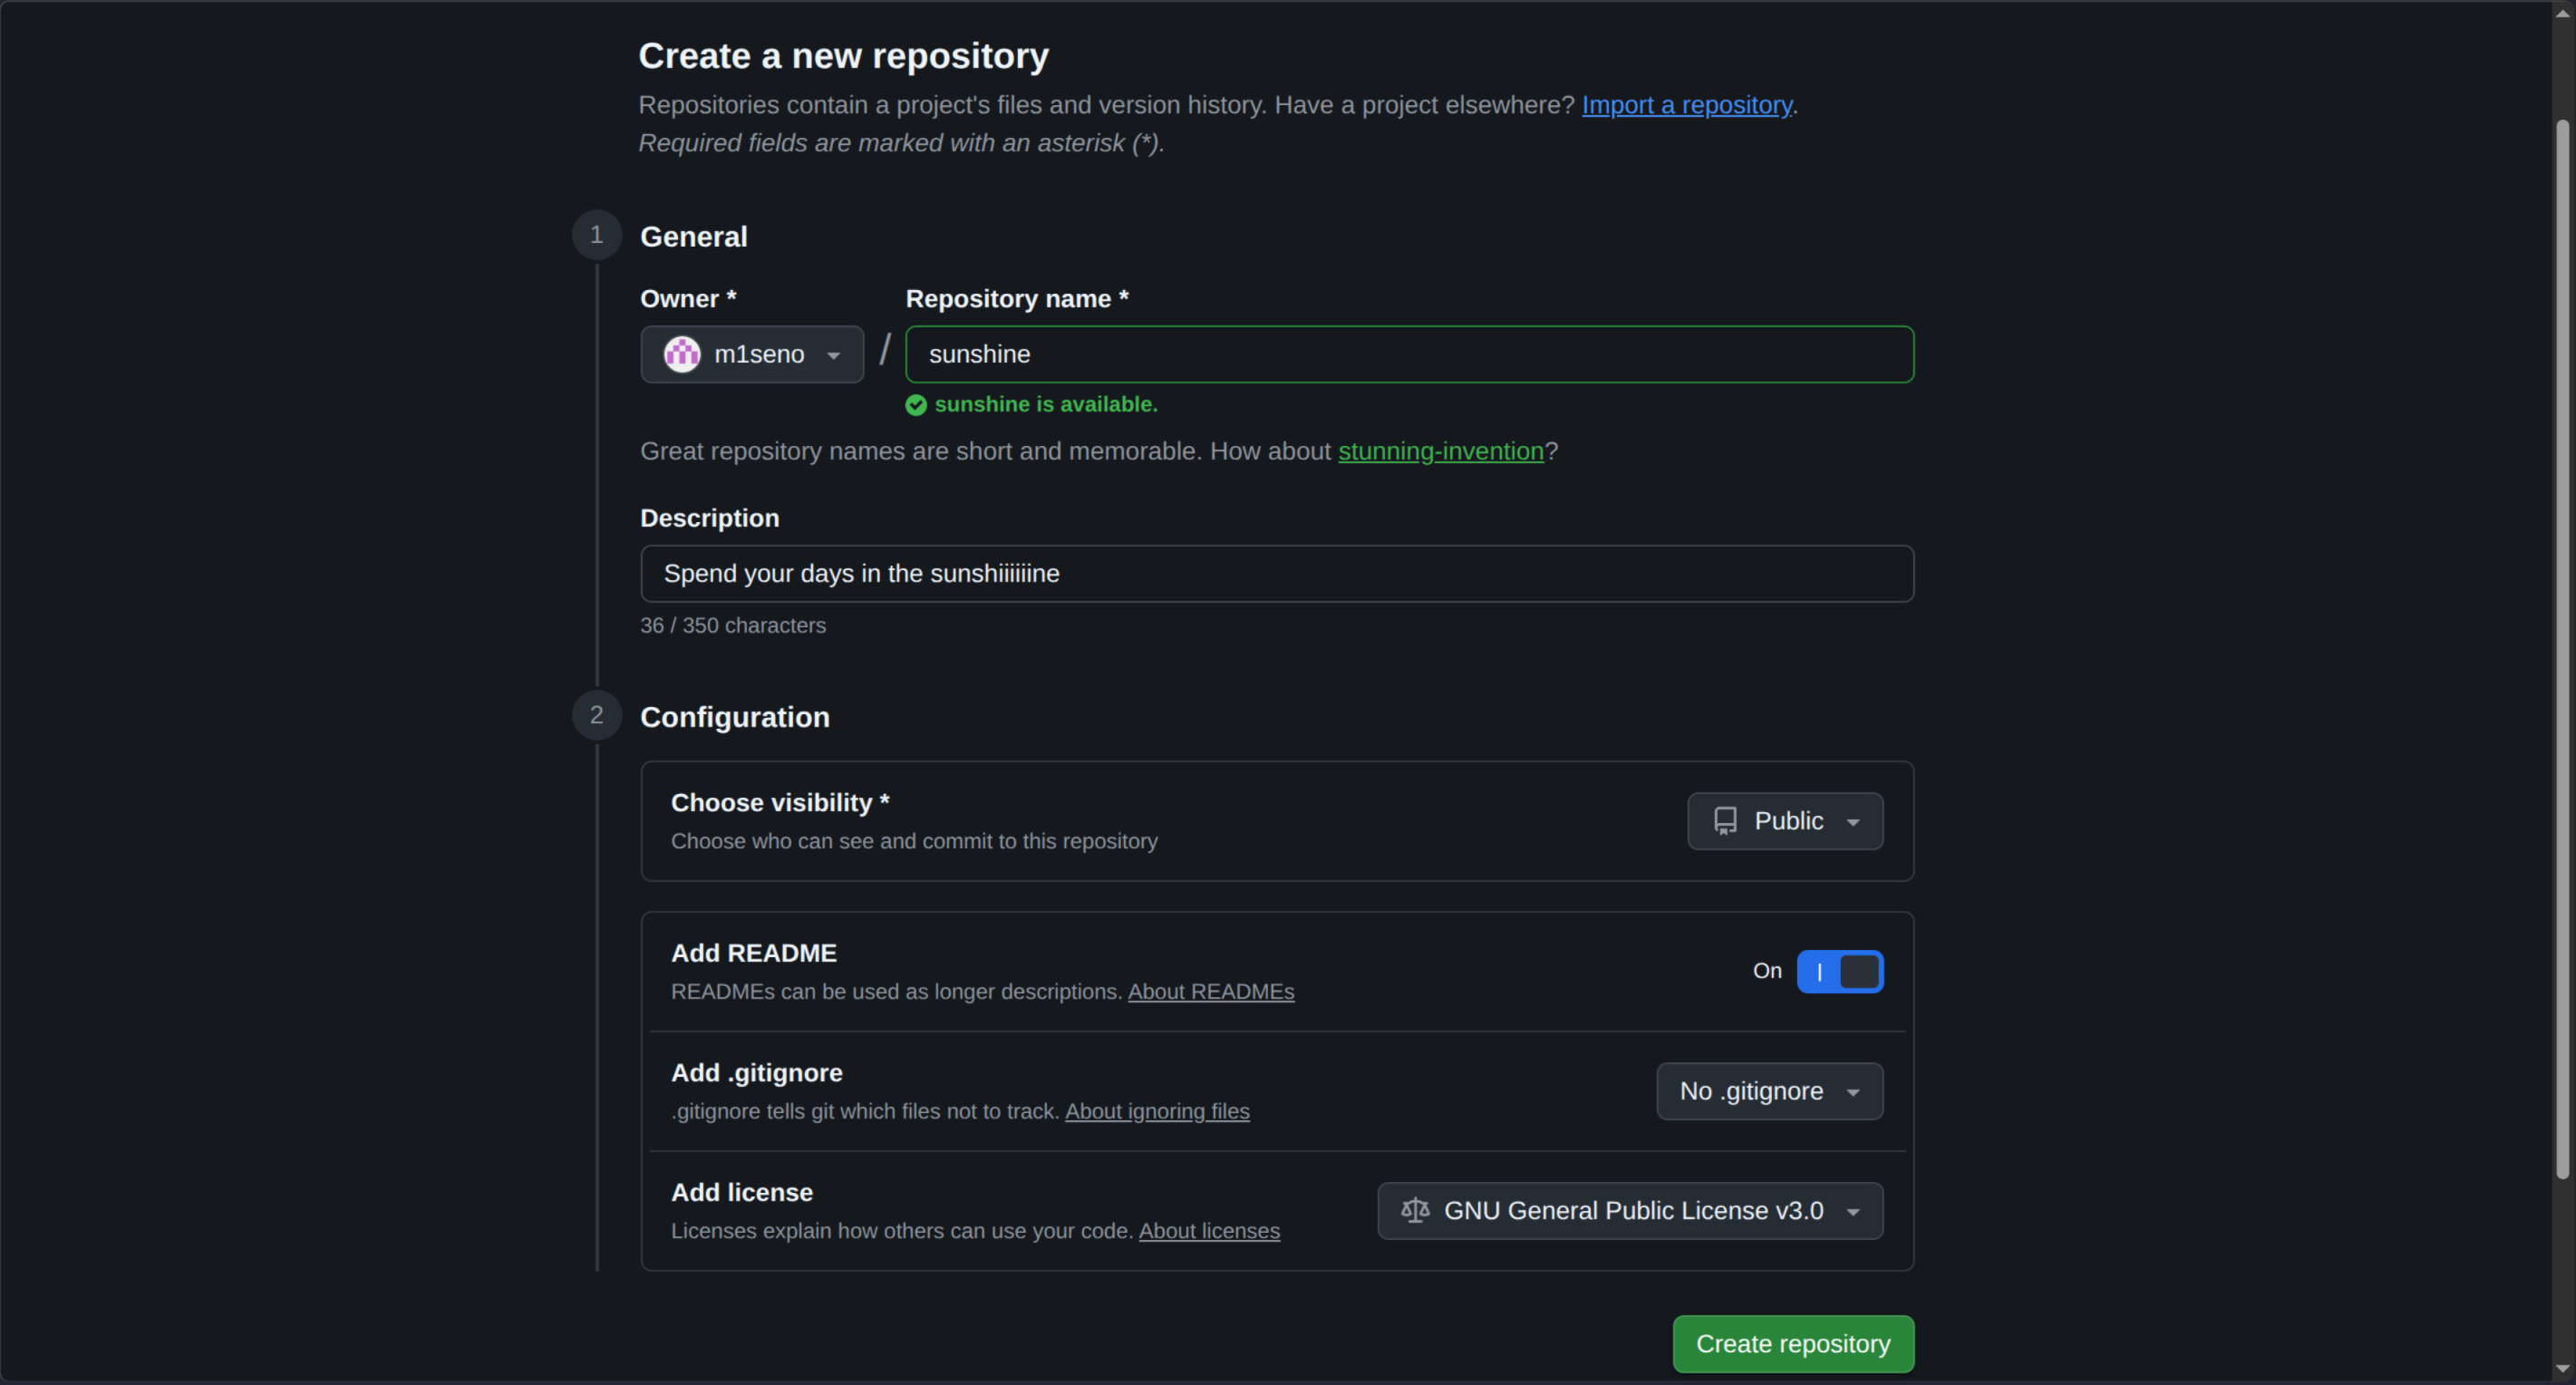 Create a new repository
Repositories contain a project's files and version history. Have a project elsewhere? Import a repository.
Required fields are marked with an asterisk (*).
1 General
Owner * Repository name *
m1seno / sunshine
sunshine is available.
Great repository names are short and memorable. How about stunning-invention?
Description
Spend your days in the sunshiiiiiine
36 / 350 characters
2 Configuration
Choose visibility *
Choose who can see and commit to this repository
Public
Add README
READMEs can be used as longer descriptions. About READMEs
On
Add .gitignore
.gitignore tells git which files not to track. About ignoring files
No .gitignore
Add license
Licenses explain how others can use your code. About licenses
GNU General Public License v3.0
Create repository